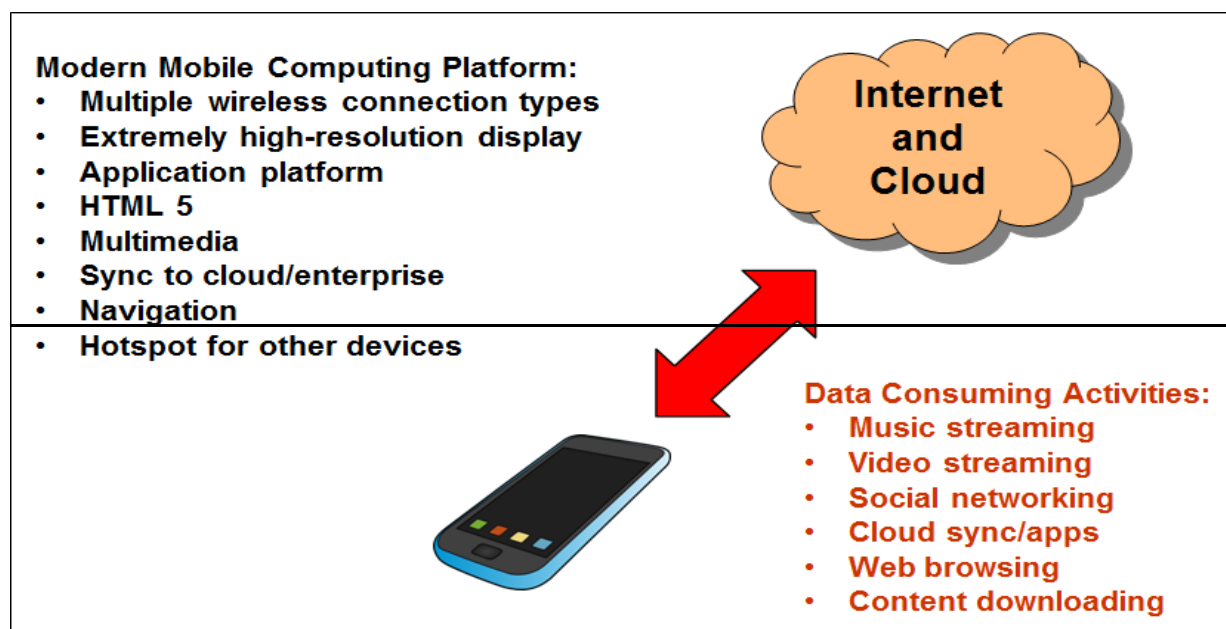 Modern Mobile Computing Platform:
• Multiple wireless connection types
• Extremely high-resolution display
• Application platform
• HTML 5
• Multimedia
• Sync to cloud/enterprise
• Navigation
• Hotspot for other devices
Internet
and
Cloud
Data Consuming Activities:
• Music streaming
• Video streaming
• Social networking
• Cloud sync/apps
• Web browsing
• Content downloading